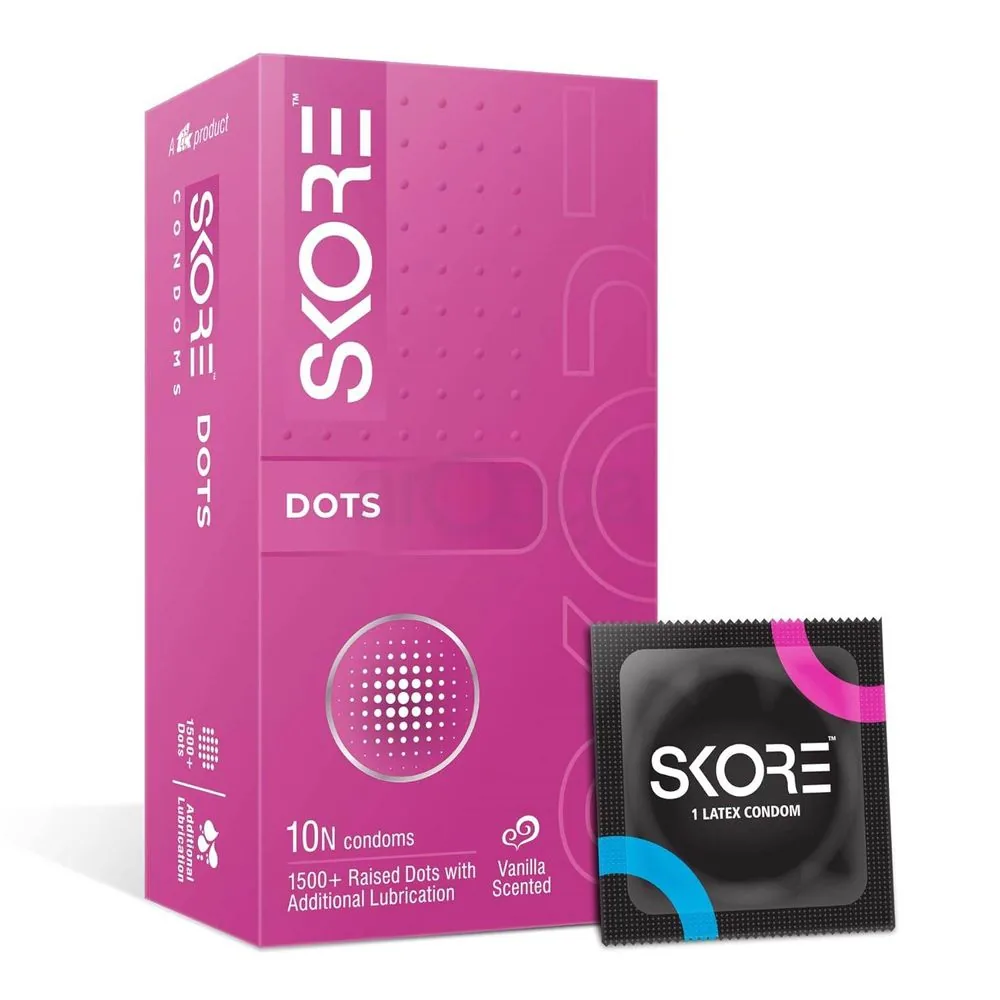 A product
SKORE™
CONDOMS
DOTS
1500+
Dots
Additional
Lubrication
SKORE™
DOTS
10N condoms
1500+ Raised Dots with
Additional Lubrication
Vanilla
Scented
SKORE™
1 LATEX CONDOM